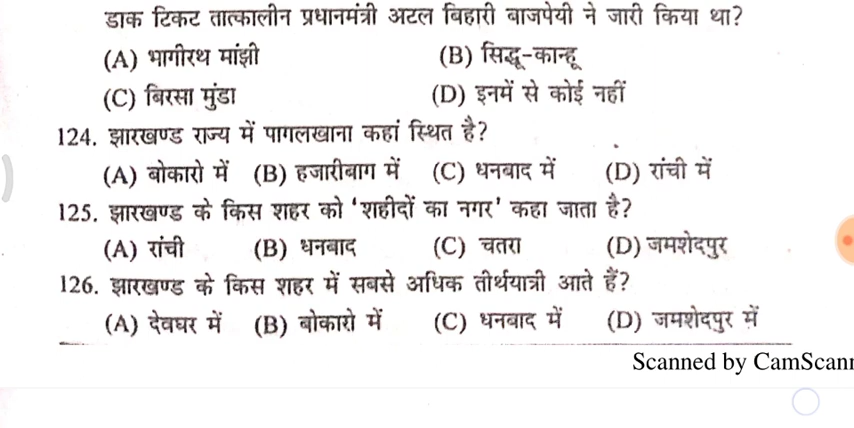 डाक टिकट तात्कालीन प्रधानमंत्री अटल बिहारी बाजपेयी ने जारी किया था?
(A) भागीरथ मांझी (B) सिद्धू-कान्हू
(C) बिरसा मुंडा (D) इनमें से कोई नहीं
124. झारखण्ड राज्य में पागलखाना कहां स्थित है?
(A) बोकारो में (B) हजारीबाग में (C) धनबाद में (D) रांची में
125. झारखण्ड के किस शहर को ‘शहीदों का नगर’ कहा जाता है?
(A) रांची (B) धनबाद (C) चतरा (D) जमशेदपुर
126. झारखण्ड के किस शहर में सबसे अधिक तीर्थयात्री आते हैं?
(A) देवघर में (B) बोकारो में (C) धनबाद में (D) जमशेदपुर में
Scanned by CamScann